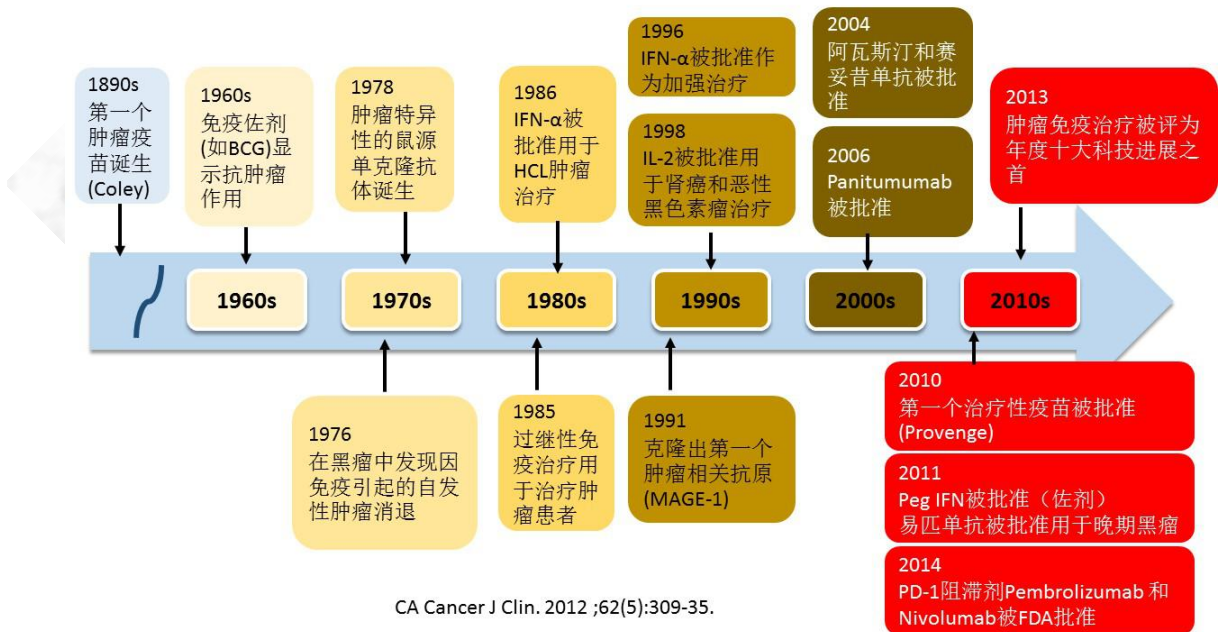 1890s
第一个
肿瘤疫
苗诞生
(Coley)
1960s
免疫佐剂
(如BCG)显
示抗肿瘤
作用
1978
肿瘤特异
性的鼠源
单克隆抗
体诞生
1986
IFN-α被
批准用于
HCL肿瘤
治疗
1996
IFN-α被批准作
为加强治疗
1998
IL-2被批准用
于肾癌和恶性
黑色素瘤治疗
2004
阿瓦斯汀和赛
妥昔单抗被批
准
2006
Panitumumab
被批准
2013
肿瘤免疫治疗被评为
年度十大科技进展之
首
1960s
1970s
1980s
1990s
2000s
2010s
1976
在黑瘤中发现因
免疫引起的自发
性肿瘤消退
1985
过继性免
疫治疗用
于治疗肿
瘤患者
1991
克隆出第一个
肿瘤相关抗原
(MAGE-1)
2010
第一个治疗性疫苗被批准
(Provenge)
2011
Peg IFN被批准（佐剂）
易匹单抗被批准用于晚期黑瘤
2014
PD-1阻滞剂Pembrolizumab 和
Nivolumab被FDA批准
CA Cancer J Clin. 2012 ;62(5):309-35.